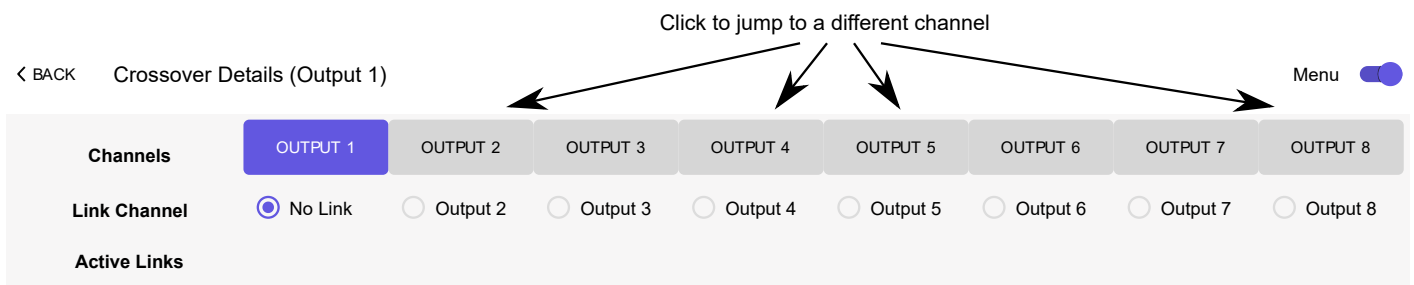 Click to jump to a different channel
BACK Crossover Details (Output 1) Menu
Channels OUTPUT 1 OUTPUT 2 OUTPUT 3 OUTPUT 4 OUTPUT 5 OUTPUT 6 OUTPUT 7 OUTPUT 8
Link Channel No Link Output 2 Output 3 Output 4 Output 5 Output 6 Output 7 Output 8
Active Links